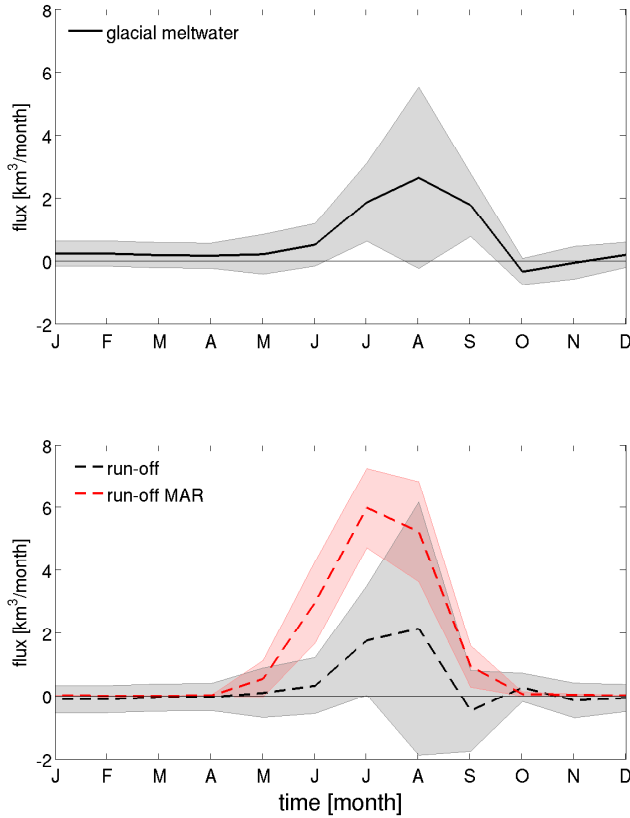 8
glacial meltwater
6
4
2
0
-2
flux [km³/month]
J F M A M J J A S O N D
8
run-off
run-off MAR
6
4
2
0
-2
flux [km³/month]
J F M A M J J A S O N D
time [month]